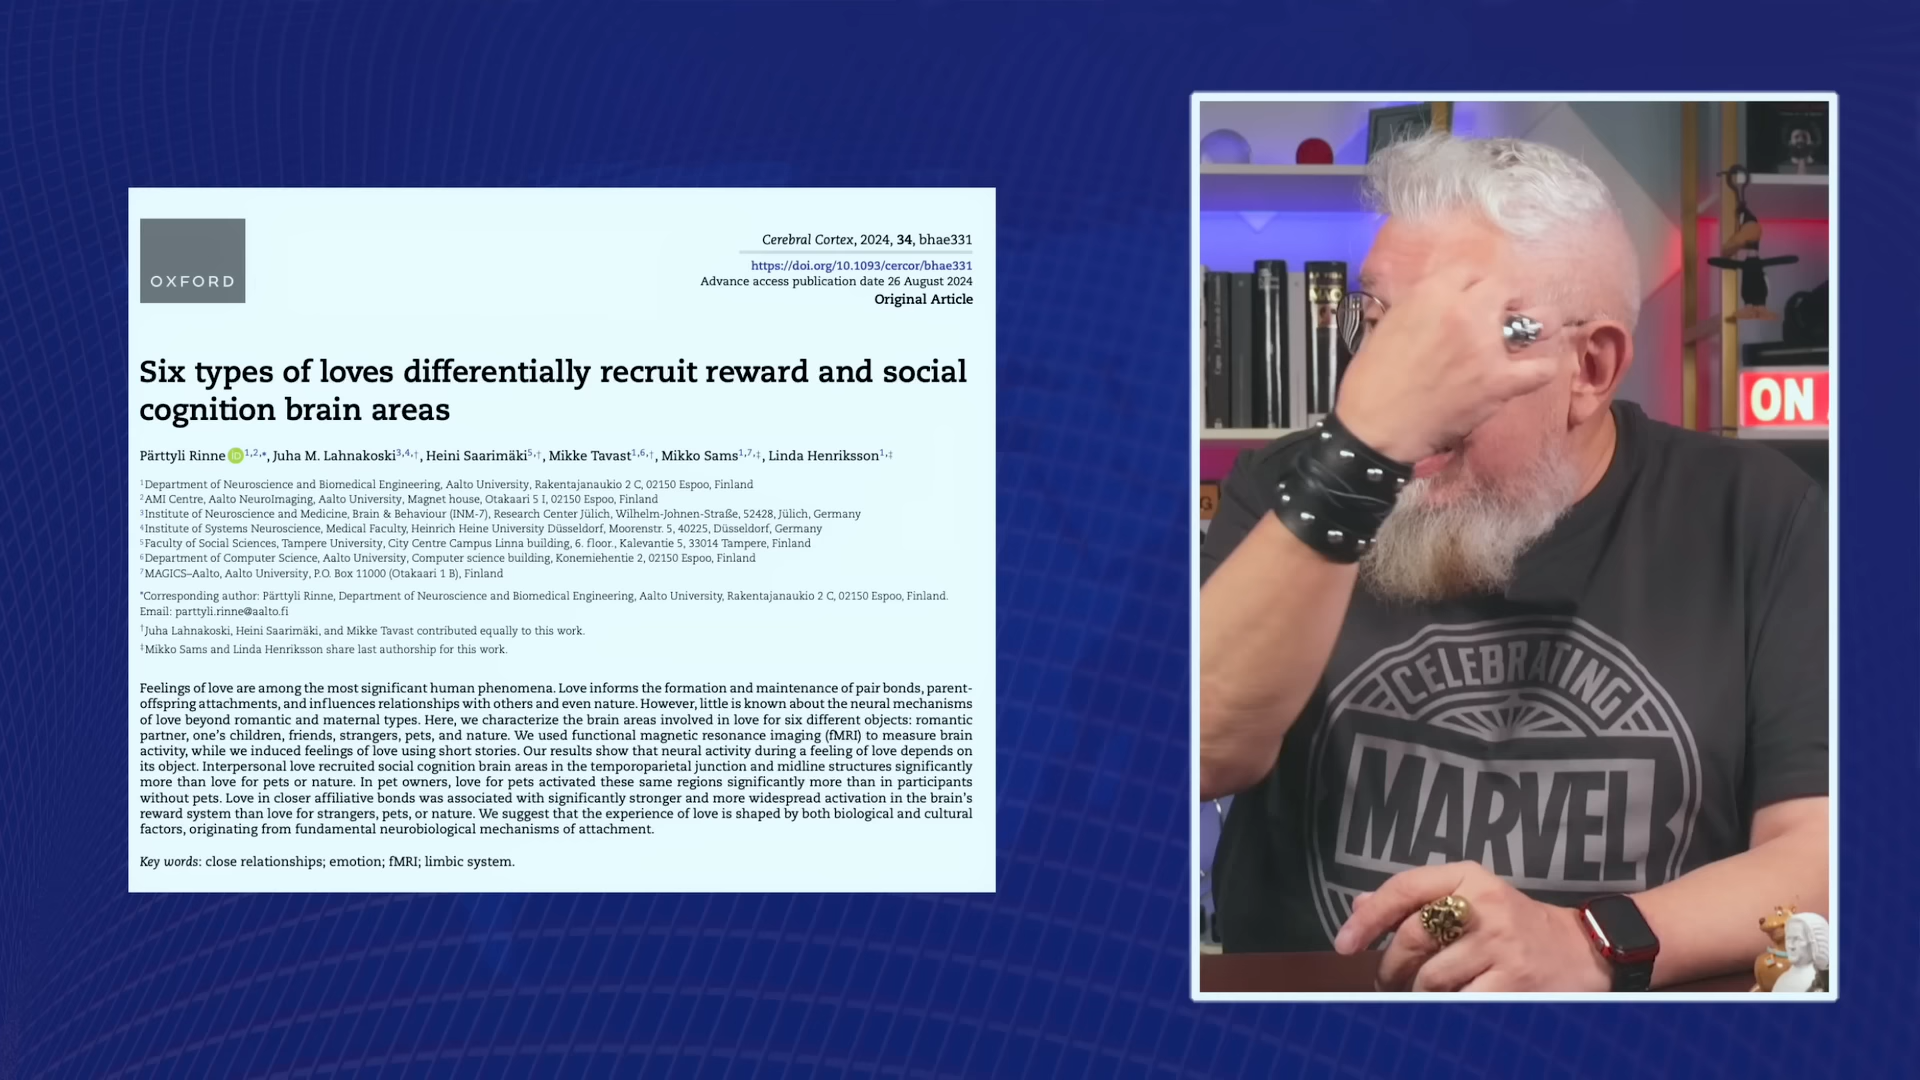 OXFORD
Cerebral Cortex, 2024, 34, bhae331
https://doi.org/10.1093/cercor/bhae331
Advance access publication date 26 August 2024
Original Article
Six types of loves differentially recruit reward and social
cognition brain areas
Pärttyli Rinne iD 1,2,*, Juha M. Lahnakoski3,4,†, Heini Saarimäki5,†, Mikke Tavast1,6,†, Mikko Sams1,7,‡, Linda Henriksson1,‡
1Department of Neuroscience and Biomedical Engineering, Aalto University, Rakentajanaukio 2 C, 02150 Espoo, Finland
2AMI Centre, Aalto NeuroImaging, Aalto University, Magnet house, Otakaari 5 I, 02150 Espoo, Finland
3Institute of Neuroscience and Medicine, Brain & Behaviour (INM-7), Research Center Jülich, Wilhelm-Johnen-Straße, 52428, Jülich, Germany
4Institute of Systems Neuroscience, Medical Faculty, Heinrich Heine University Düsseldorf, Moorenstr. 5, 40225, Düsseldorf, Germany
5Faculty of Social Sciences, Tampere University, City Centre Campus Linna building, 6. floor., Kalevantie 5, 33014 Tampere, Finland
6Department of Computer Science, Aalto University, Computer science building, Konemiehentie 2, 02150 Espoo, Finland
7MAGICS–Aalto, Aalto University, P.O. Box 11000 (Otakaari 1 B), Finland
*Corresponding author: Pärttyli Rinne, Department of Neuroscience and Biomedical Engineering, Aalto University, Rakentajanaukio 2 C, 02150 Espoo, Finland.
Email: parttyli.rinne@aalto.fi
†Juha Lahnakoski, Heini Saarimäki, and Mikke Tavast contributed equally to this work.
‡Mikko Sams and Linda Henriksson share last authorship for this work.
Feelings of love are among the most significant human phenomena. Love informs the formation and maintenance of pair bonds, parent-
offspring attachments, and influences relationships with others and even nature. However, little is known about the neural mechanisms
of love beyond romantic and maternal types. Here, we characterize the brain areas involved in love for six different objects: romantic
partner, one's children, friends, strangers, pets, and nature. We used functional magnetic resonance imaging (fMRI) to measure brain
activity, while we induced feelings of love using short stories. Our results show that neural activity during a feeling of love depends on
its object. Interpersonal love recruited social cognition brain areas in the temporoparietal junction and midline structures significantly
more than love for pets or nature. In pet owners, love for pets activated these same regions significantly more than in participants
without pets. Love in closer affiliative bonds was associated with significantly stronger and more widespread activation in the brain's
reward system than love for strangers, pets, or nature. We suggest that the experience of love is shaped by both biological and cultural
factors, originating from fundamental neurobiological mechanisms of attachment.
Key words: close relationships; emotion; fMRI; limbic system.
ON
CELEBRATING
MARVEL